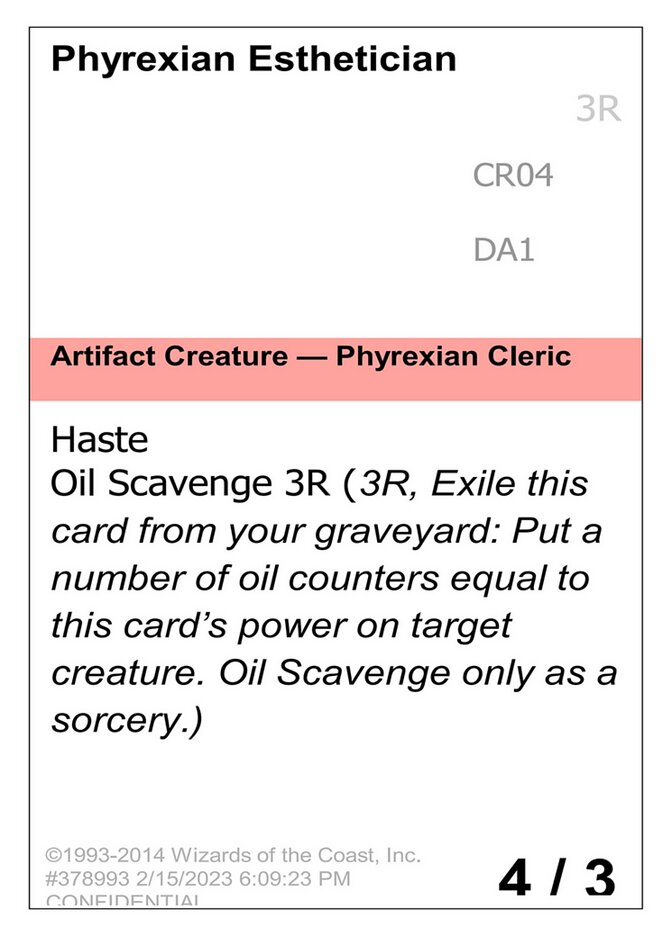 Phyrexian Esthetician
3R
CR04
DA1
Artifact Creature — Phyrexian Cleric
Haste
Oil Scavenge 3R (3R, Exile this
card from your graveyard: Put a
number of oil counters equal to
this card’s power on target
creature. Oil Scavenge only as a
sorcery.)
©1993-2014 Wizards of the Coast, Inc.
#378993 2/15/2023 6:09:23 PM
CONFIDENTIAL
4 / 3